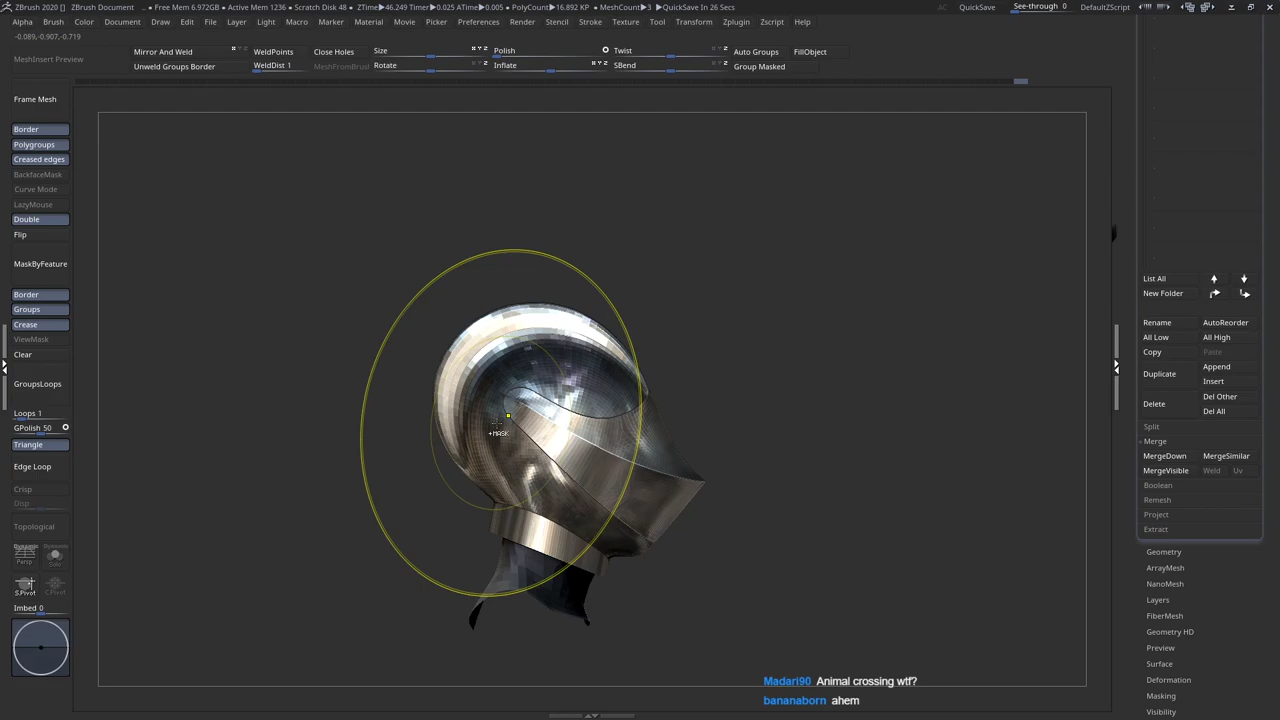 ZBrush 2020 [] ZBrush Document .. • Free Mem 6.972GB • Active Mem 1236 • Scratch Disk 48 • ZTime▶46.249 Timer▶0.025 ATime▶0.005 • PolyCount▶16.892 KP • MeshCount▶3 ▶QuickSave In 26 Secs AC QuickSave See-through 0 DefaultZScript
Alpha Brush Color Document Draw Edit File Layer Light Macro Marker Material Movie Picker Preferences Render Stencil Stroke Texture Tool Transform Zplugin Zscript Help
-0.089,-0.907,-0.719
MeshInsert Preview
Mirror And Weld WeldPoints Close Holes Size Polish Twist Auto Groups FillObject
Unweld Groups Border WeldDist 1 MeshFromBrush Rotate Inflate SBend Group Masked
Frame Mesh
Border
Polygroups
Creased edges
BackfaceMask
Curve Mode
LazyMouse
Double
Flip
MaskByFeature
Border
Groups
Crease
ViewMask
Clear
GroupsLoops
Loops 1
GPolish 50
Triangle
Edge Loop
Crisp
Disp
Topological
Dynamic
Persp Solo
S.Pivot C.Pivot
Imbed 0
+MASK
Madari90 Animal crossing wtf?
bananaborn ahem
List All
New Folder
Rename AutoReorder
All Low All High
Copy Paste
Duplicate Append
Insert
Delete Del Other
Del All
Split
Merge
MergeDown MergeSimilar
MergeVisible Weld Uv
Boolean
Remesh
Project
Extract
Geometry
ArrayMesh
NanoMesh
Layers
FiberMesh
Geometry HD
Preview
Surface
Deformation
Masking
Visibility